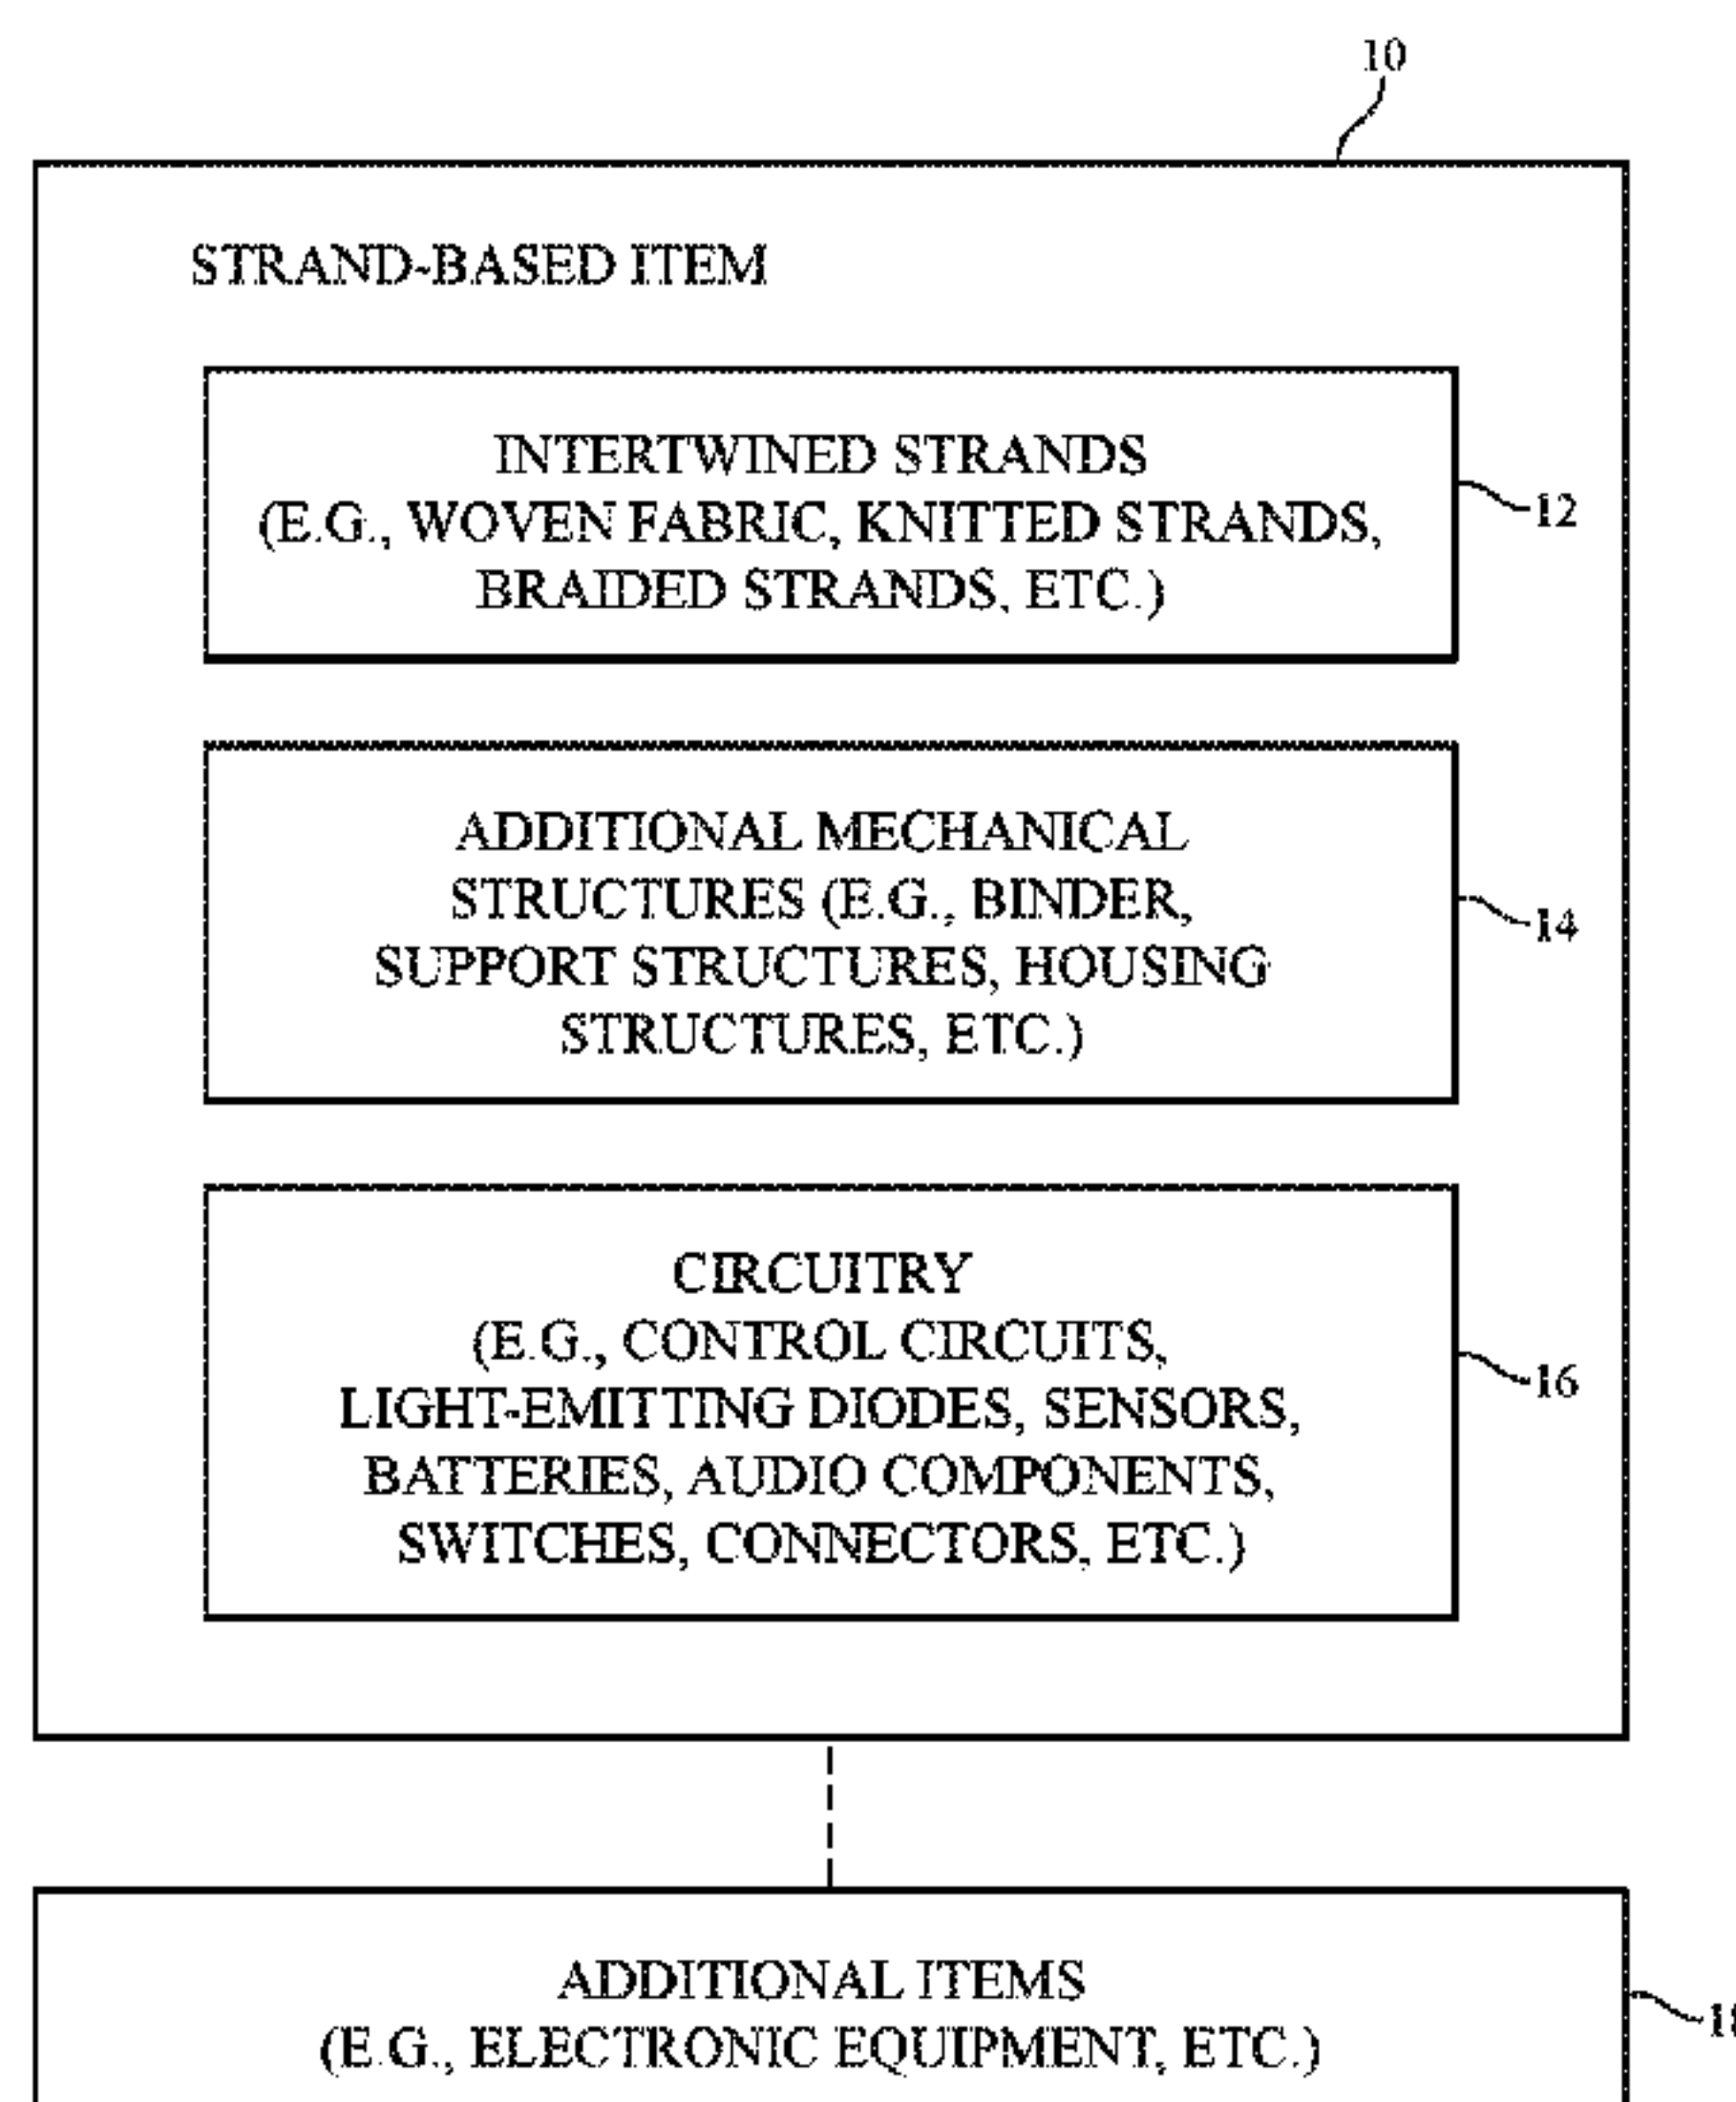 10
STRAND-BASED ITEM
INTERTWINED STRANDS
(E.G., WOVEN FABRIC, KNITTED STRANDS,
BRAIDED STRANDS, ETC.)
12
ADDITIONAL MECHANICAL
STRUCTURES (E.G., BINDER,
SUPPORT STRUCTURES, HOUSING
STRUCTURES, ETC.)
14
CIRCUITRY
(E.G., CONTROL CIRCUITS,
LIGHT-EMITTING DIODES, SENSORS,
BATTERIES, AUDIO COMPONENTS,
SWITCHES, CONNECTORS, ETC.)
16
ADDITIONAL ITEMS
(E.G., ELECTRONIC EQUIPMENT, ETC.)